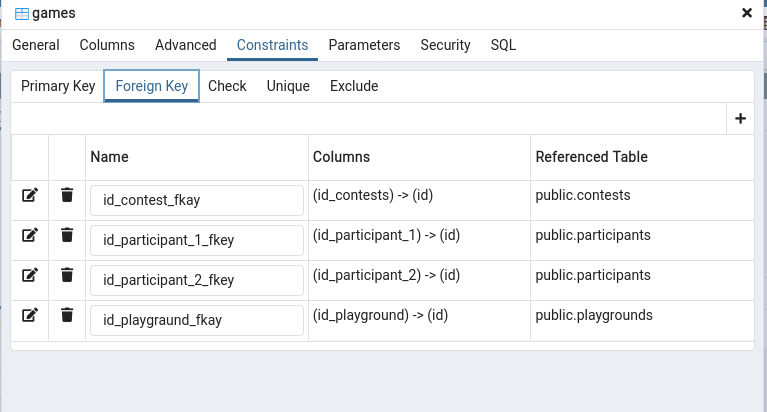 games
General Columns Advanced Constraints Parameters Security SQL
Primary Key Foreign Key Check Unique Exclude
Name Columns Referenced Table
id_contest_fkay (id_contests) -> (id) public.contests
id_participant_1_fkey (id_participant_1) -> (id) public.participants
id_participant_2_fkey (id_participant_2) -> (id) public.participants
id_playgraund_fkay (id_playground) -> (id) public.playgrounds